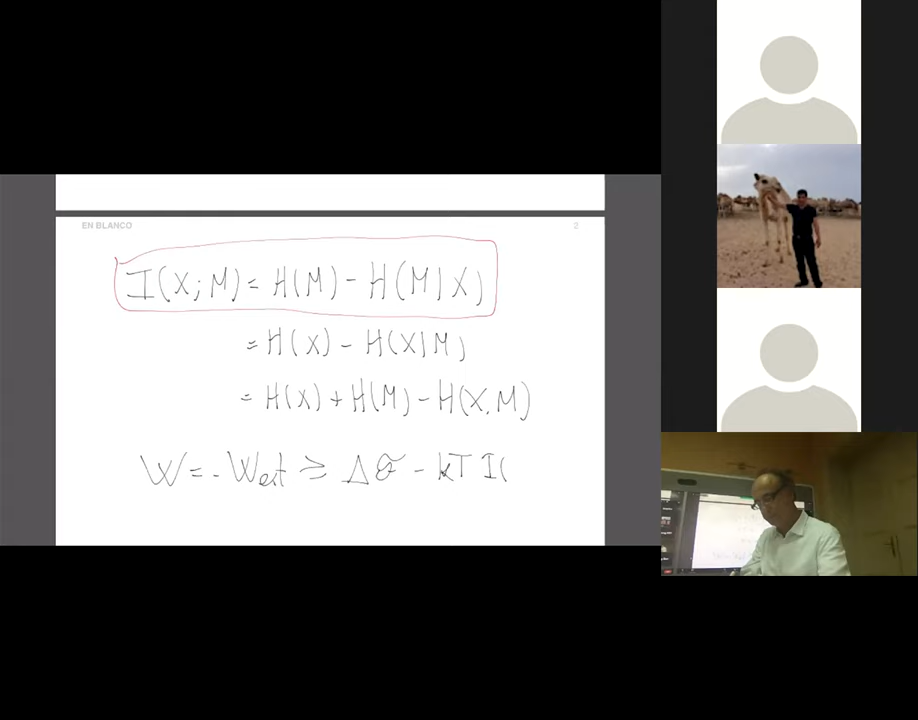 EN BLANCO 2
I(X;M) = H(M) - H(M|X)
= H(X) - H(X|M)
= H(X) + H(M) - H(X,M)
W = - Wext ≥ Δℱ - kT I(